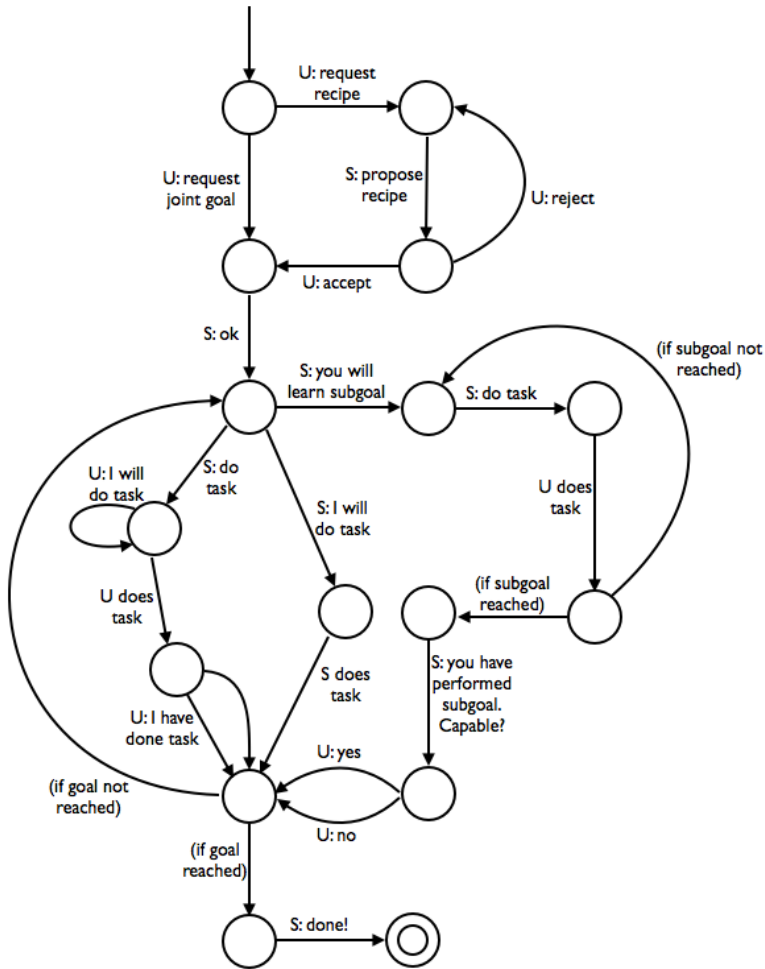 U: request
recipe
U: request
joint goal
S: propose
recipe
U: reject
U: accept
S: ok
S: you will
learn subgoal
(if subgoal not
reached)
S: do task
U: I will
do task
S: do
task
S: I will
do task
U does
task
(if subgoal
reached)
U does
task
S: you have
performed
subgoal.
Capable?
S does
task
U: I have
done task
U: yes
(if goal not
reached)
U: no
(if goal
reached)
S: done!